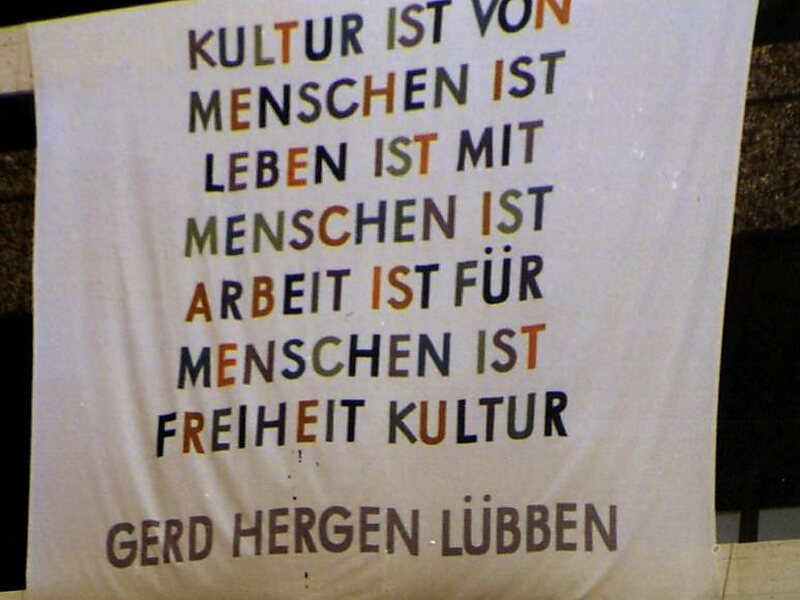 KULTUR IST VON
MENSCHEN IST
LEBEN IST MIT
MENSCHEN IST
ARBEIT IST FÜR
MENSCHEN IST
FREIHEIT KULTUR
GERD HERGEN LÜBBEN